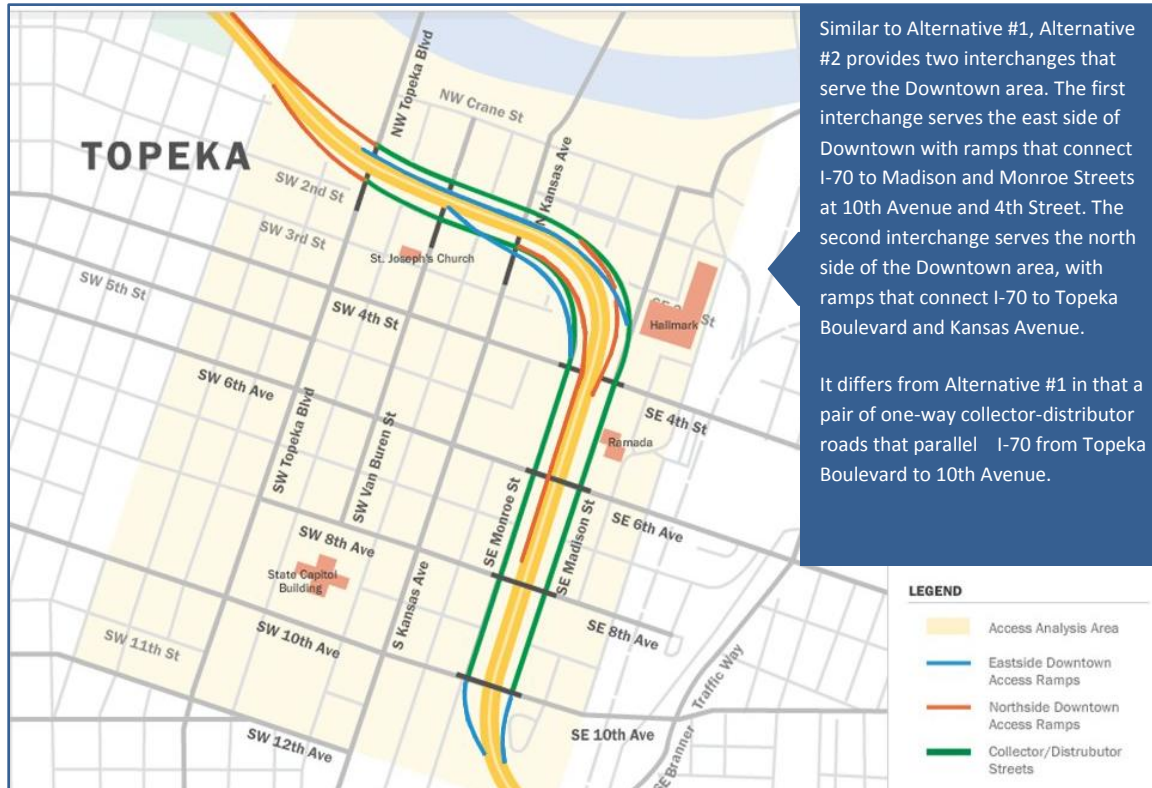 TOPEKA
NW Topeka Blvd
NW Crane St
N Kansas Ave
SW 2nd St
SW 3rd St
St. Joseph's Church
SW 5th St
SW 4th St
Hallmark
SW 6th Ave
SE 4th St
Ramada
SW Topeka Blvd
SW Van Buren St
SE Monroe St
SE Madison St
SE 6th Ave
SW 8th Ave
State Capitol
Building
S Kansas Ave
SE 8th Ave
SW 10th Ave
SW 11th St
SW 12th Ave
SE 10th Ave
SE Branner Traffic Way
Similar to Alternative #1, Alternative
#2 provides two interchanges that
serve the Downtown area. The first
interchange serves the east side of
Downtown with ramps that connect
I-70 to Madison and Monroe Streets
at 10th Avenue and 4th Street. The
second interchange serves the north
side of the Downtown area, with
ramps that connect I-70 to Topeka
Boulevard and Kansas Avenue.
It differs from Alternative #1 in that a
pair of one-way collector-distributor
roads that parallel I-70 from Topeka
Boulevard to 10th Avenue.
LEGEND
Access Analysis Area
Eastside Downtown
Access Ramps
Northside Downtown
Access Ramps
Collector/Distrubutor
Streets